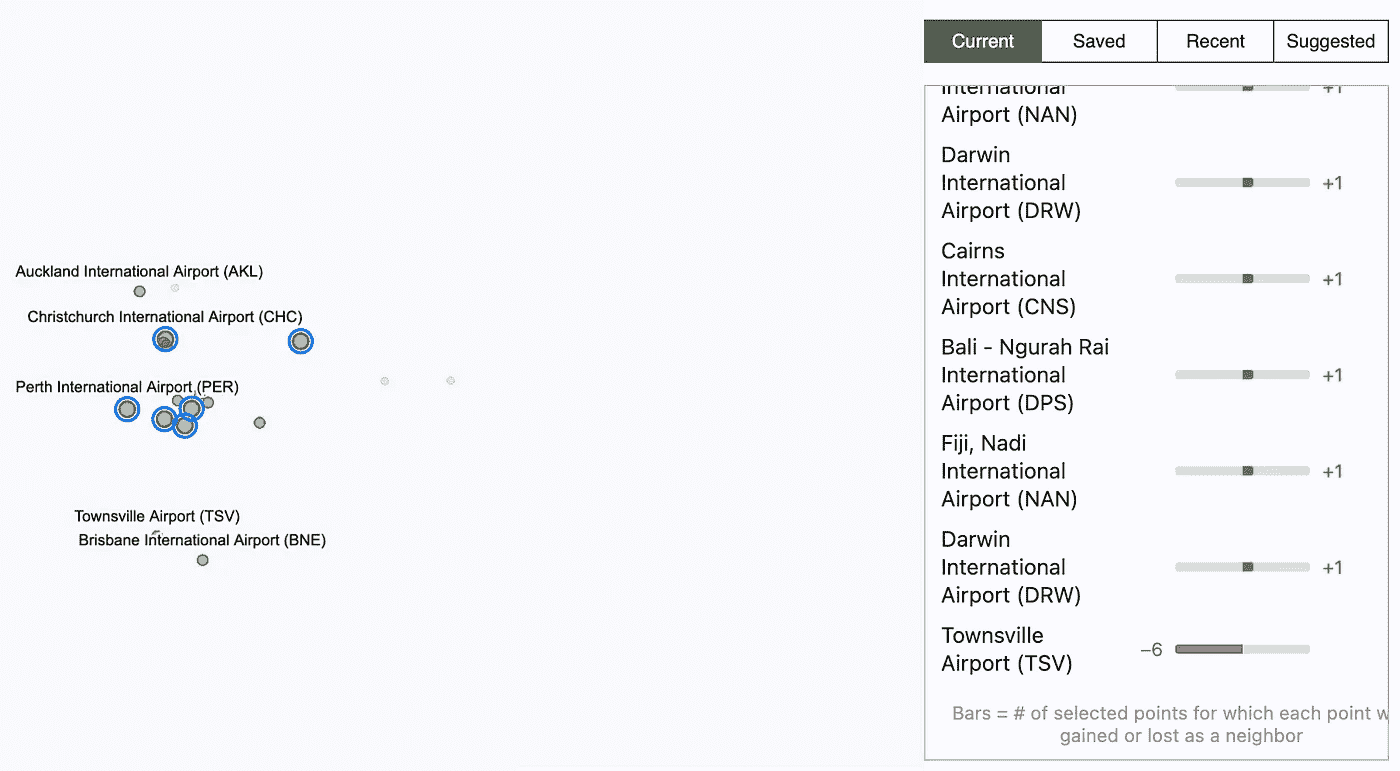 Current
Saved
Recent
Suggested
Auckland International Airport (AKL)
Christchurch International Airport (CHC)
Perth International Airport (PER)
Townsville Airport (TSV)
Brisbane International Airport (BNE)
International
Airport (NAN)
+1
Darwin
International
Airport (DRW)
+1
Cairns
International
Airport (CNS)
+1
Bali - Ngurah Rai
International
Airport (DPS)
+1
Fiji, Nadi
International
Airport (NAN)
+1
Darwin
International
Airport (DRW)
+1
Townsville
Airport (TSV)
−6
Bars = # of selected points for which each point w
gained or lost as a neighbor